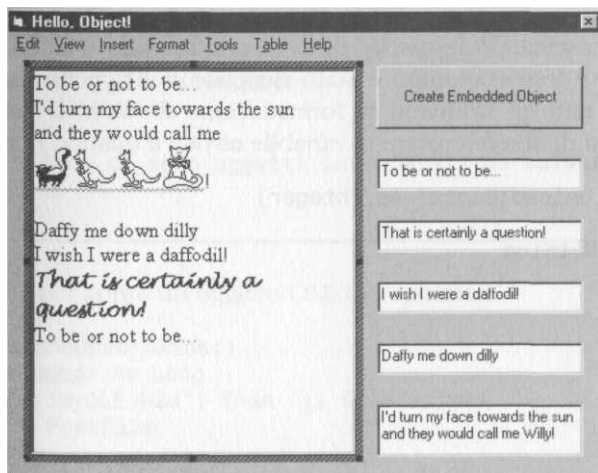 Hello, Object!
Edit View Insert Format Tools Table Help
To be or not to be...
I'd turn my face towards the sun
and they would call me
Daffy me down dilly
I wish I were a daffodil!
That is certainly a
question!
To be or not to be...
Create Embedded Object
To be or not to be...
That is certainly a question!
I wish I were a daffodil!
Daffy me down dilly
I'd turn my face towards the sun
and they would call me Willy!